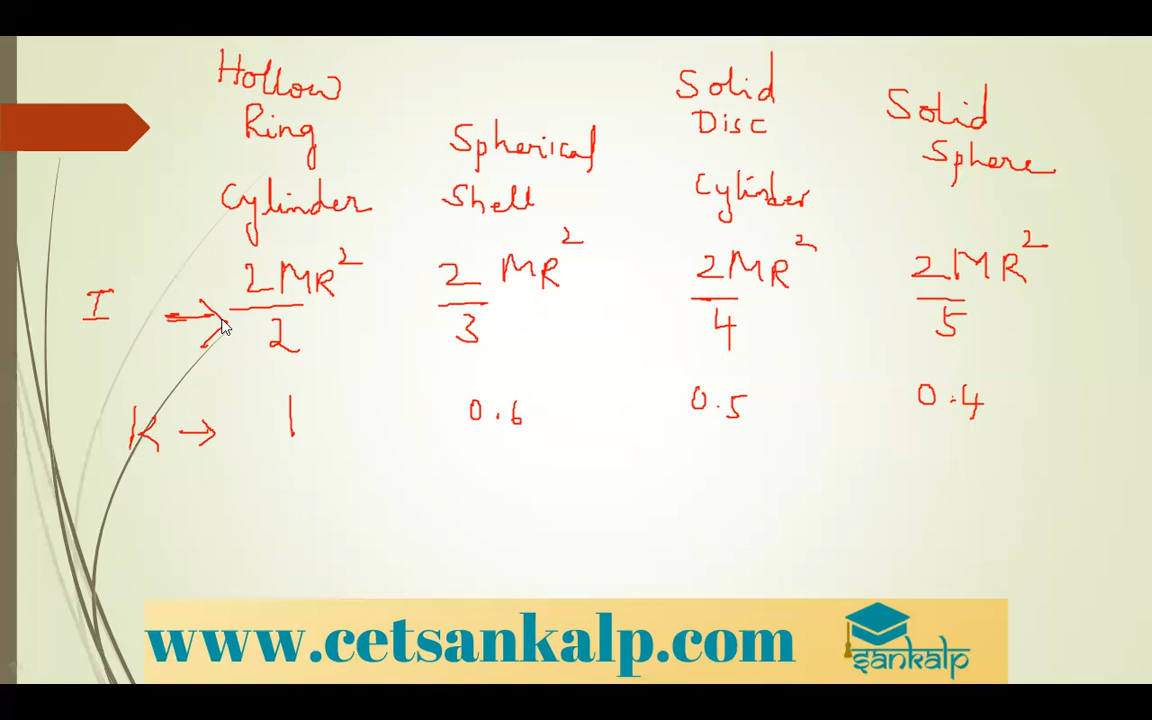 Hollow
Ring
Cylinder
Spherical
Shell
Solid
Disc
Cylinder
Solid
Sphere
I → 2MR²/2 2/3 MR² 2MR²/4 2MR²/5
K → 1 0.6 0.5 0.4
www.cetsankalp.com
sankalp